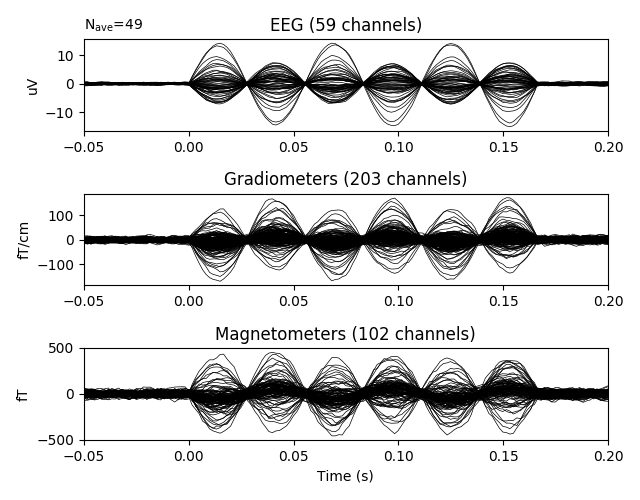 N_ave=49
EEG (59 channels)
10
0
−10
uV
−0.05 0.00 0.05 0.10 0.15 0.20
Gradiometers (203 channels)
100
0
−100
fT/cm
−0.05 0.00 0.05 0.10 0.15 0.20
Magnetometers (102 channels)
500
0
−500
fT
−0.05 0.00 0.05 0.10 0.15 0.20
Time (s)